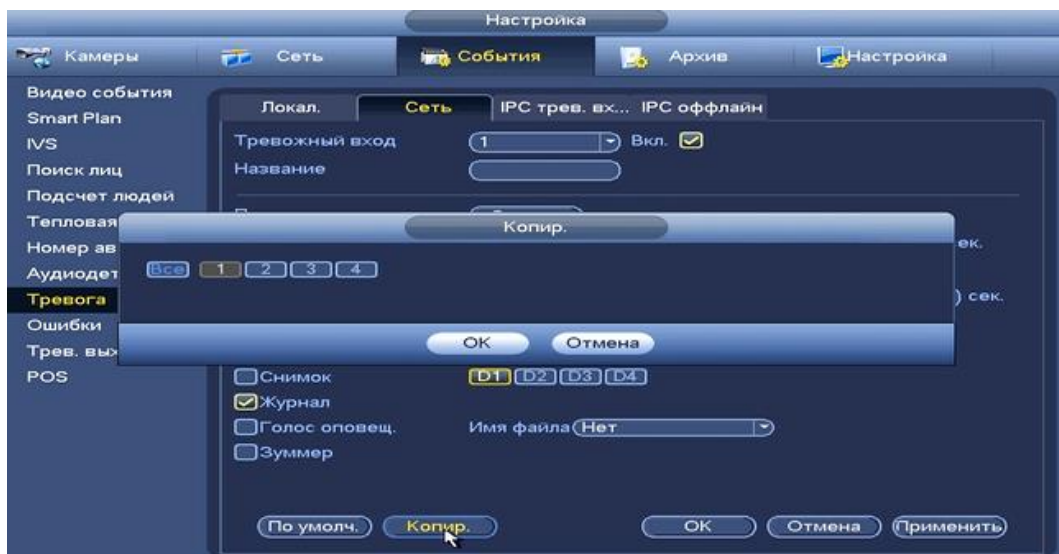 Настройка
Камеры Сеть События Архив Настройка
Видео события
Smart Plan
IVS
Поиск лиц
Подсчет людей
Тепловая
Номер ав
Аудиодет
Тревога
Ошибки
Трев. вых
POS
Локал. Сеть IPC трев. вх... IPC оффлайн
Тревожный вход 1 Вкл.
Название
Копир.
ек.
Все 1 2 3 4
) сек.
OK Отмена
Снимок D1 D2 D3 D4
Журнал
Голос оповещ. Имя файла Нет
Зуммер
По умолч. Копир. OK Отмена Применить